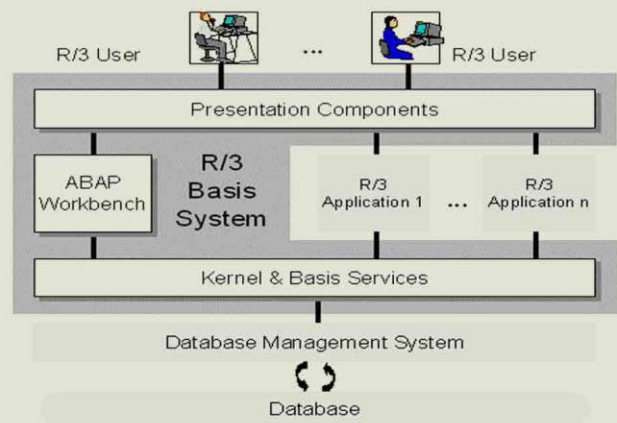 R/3 User
...
R/3 User
Presentation Components
ABAP
Workbench
R/3
Basis
System
R/3
Application 1
...
R/3
Application n
Kernel & Basis Services
Database Management System
Database